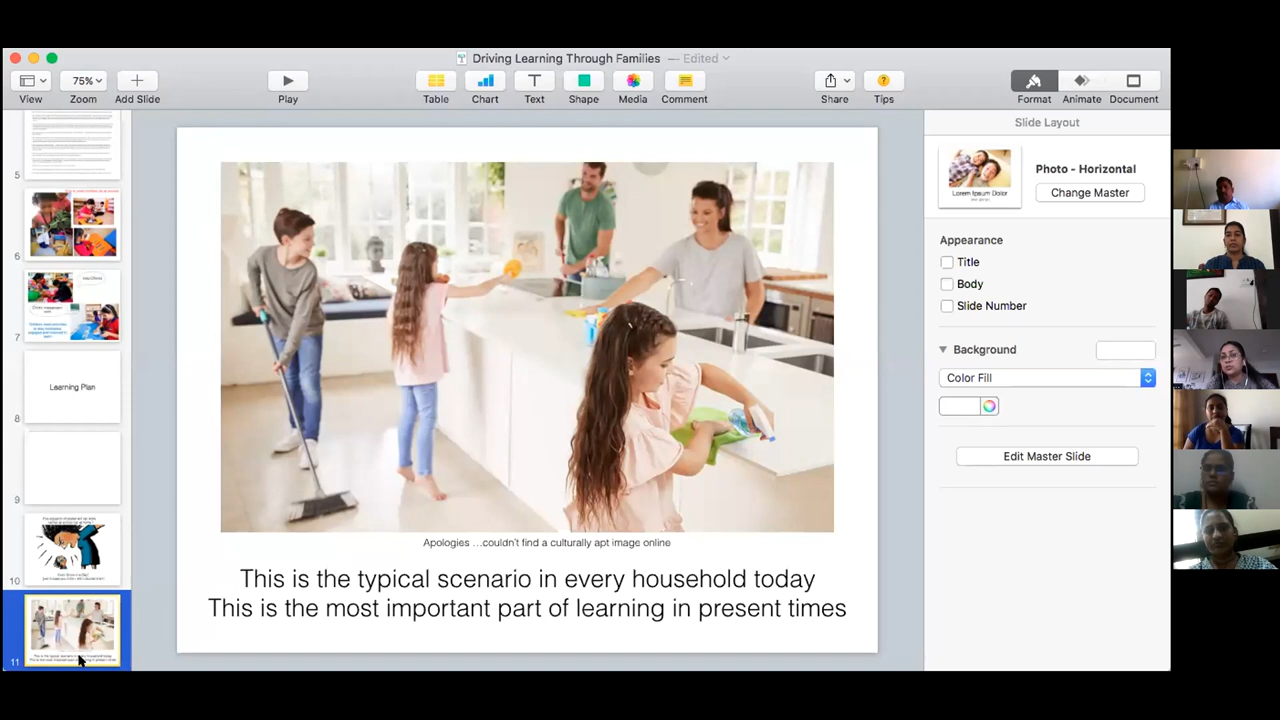 Driving Learning Through Families — Edited
View
75%
Zoom
Add Slide
Play
Table
Chart
Text
Shape
Media
Comment
Share
Tips
Format
Animate
Document
5
6
7
Learning Plan
8
9
10
11
Apologies ...couldn't find a culturally apt image online
This is the typical scenario in every household today
This is the most important part of learning in present times
Slide Layout
Lorem Ipsum Dolor
Photo - Horizontal
Change Master
Appearance
Title
Body
Slide Number
Background
Color Fill
Edit Master Slide